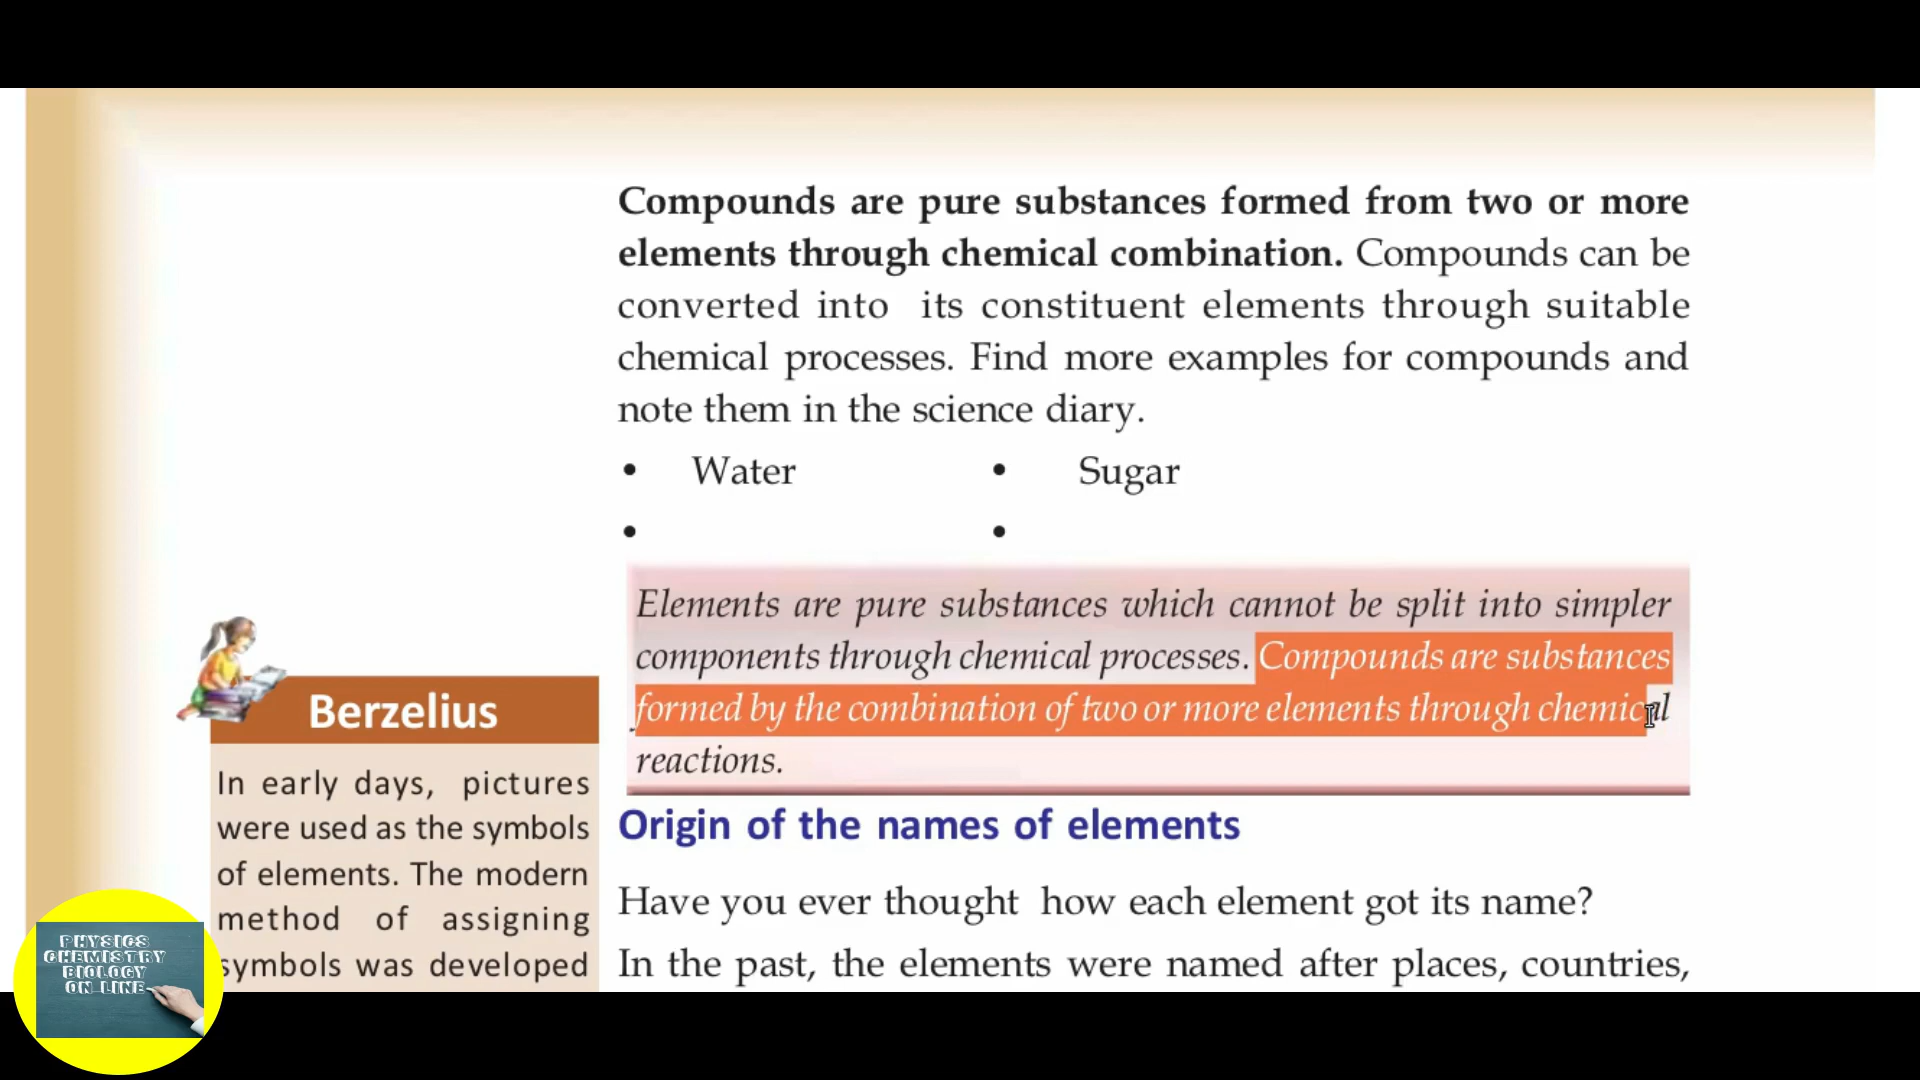 Compounds are pure substances formed from two or more
elements through chemical combination. Compounds can be
converted into its constituent elements through suitable
chemical processes. Find more examples for compounds and
note them in the science diary.
• Water • Sugar
• •
Elements are pure substances which cannot be split into simpler
components through chemical processes. Compounds are substances
formed by the combination of two or more elements through chemical
reactions.
Origin of the names of elements
Have you ever thought how each element got its name?
In the past, the elements were named after places, countries,
Berzelius
In early days, pictures
were used as the symbols
of elements. The modern
method of assigning
symbols was developed
PHYSICS
CHEMISTRY
BIOLOGY
ON LINE